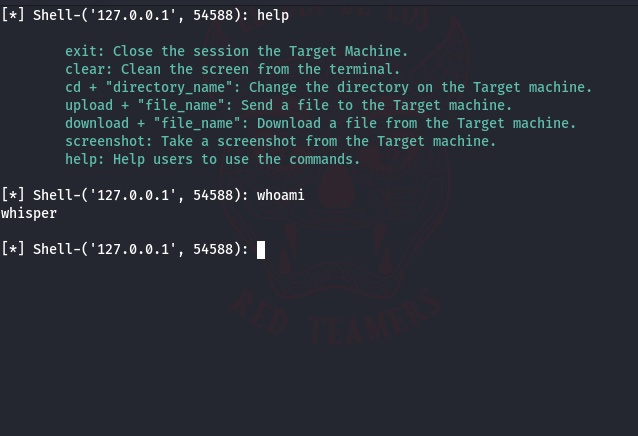 [*] Shell-('127.0.0.1', 54588): help
exit: Close the session the Target Machine.
clear: Clean the screen from the terminal.
cd + "directory_name": Change the directory on the Target machine.
upload + "file_name": Send a file to the Target machine.
download + "file_name": Download a file from the Target machine.
screenshot: Take a screenshot from the Target machine.
help: Help users to use the commands.
[*] Shell-('127.0.0.1', 54588): whoami
whisper
[*] Shell-('127.0.0.1', 54588):
RED TEAMERS